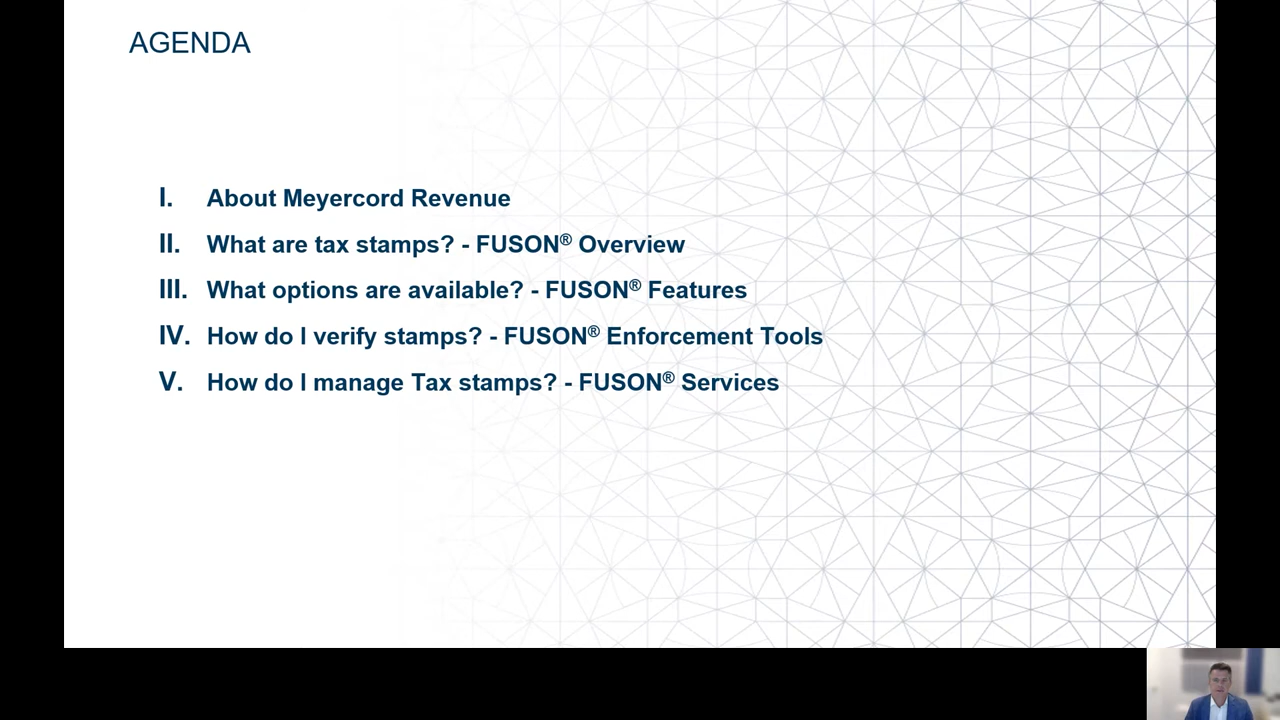 AGENDA
I. About Meyercord Revenue
II. What are tax stamps? - FUSON® Overview
III. What options are available? - FUSON® Features
IV. How do I verify stamps? - FUSON® Enforcement Tools
V. How do I manage Tax stamps? - FUSON® Services